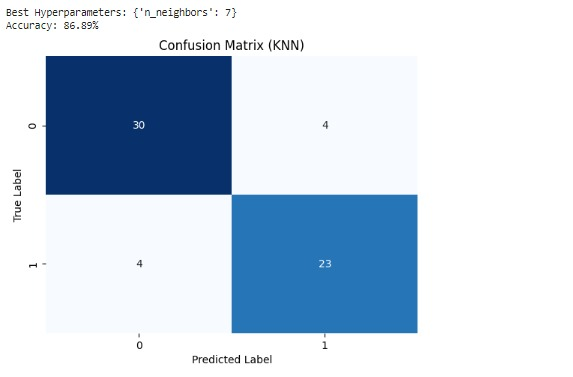 Best Hyperparameters: {'n_neighbors': 7}
Accuracy: 86.89%
Confusion Matrix (KNN)
0
30
4
True Label
1
4
23
0
1
Predicted Label